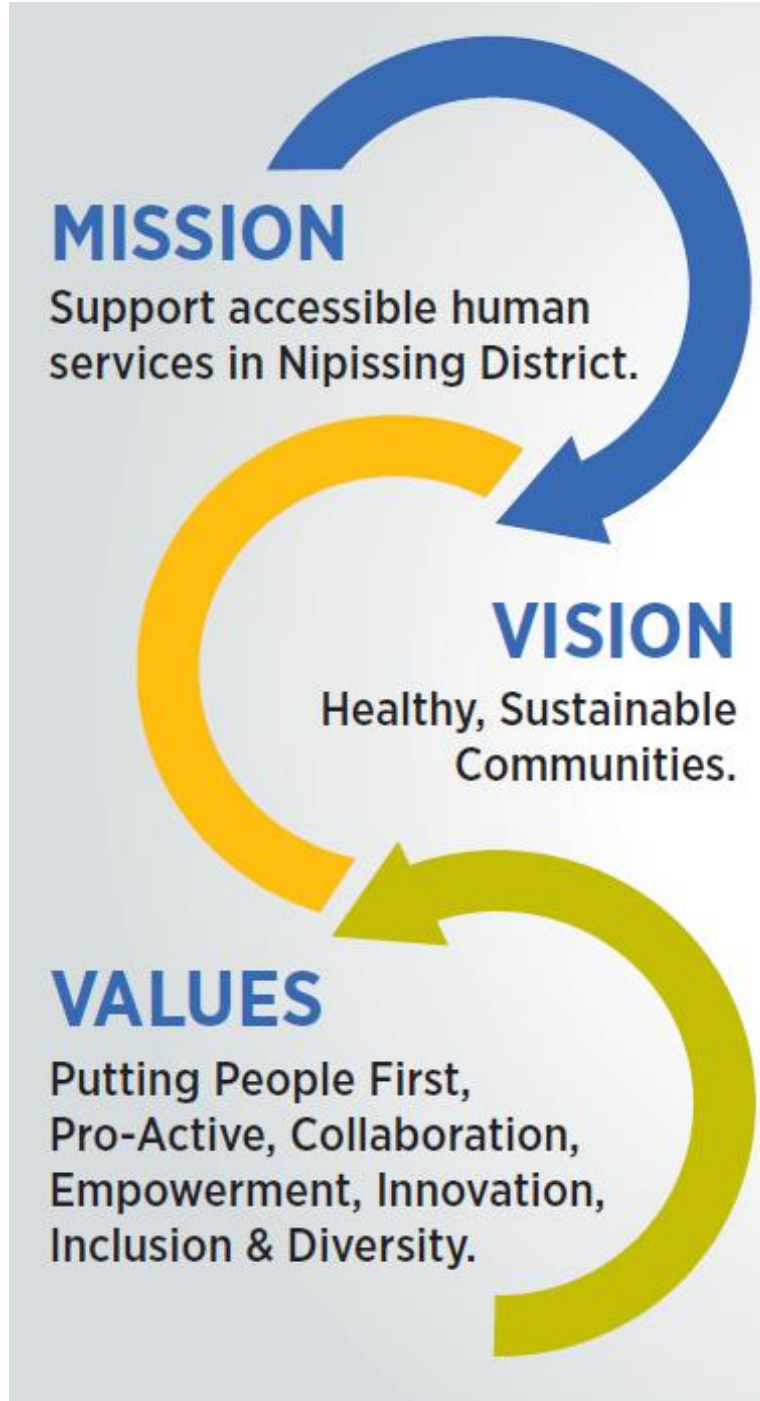 MISSION
Support accessible human
services in Nipissing District.
VISION
Healthy, Sustainable
Communities.
VALUES
Putting People First,
Pro-Active, Collaboration,
Empowerment, Innovation,
Inclusion & Diversity.